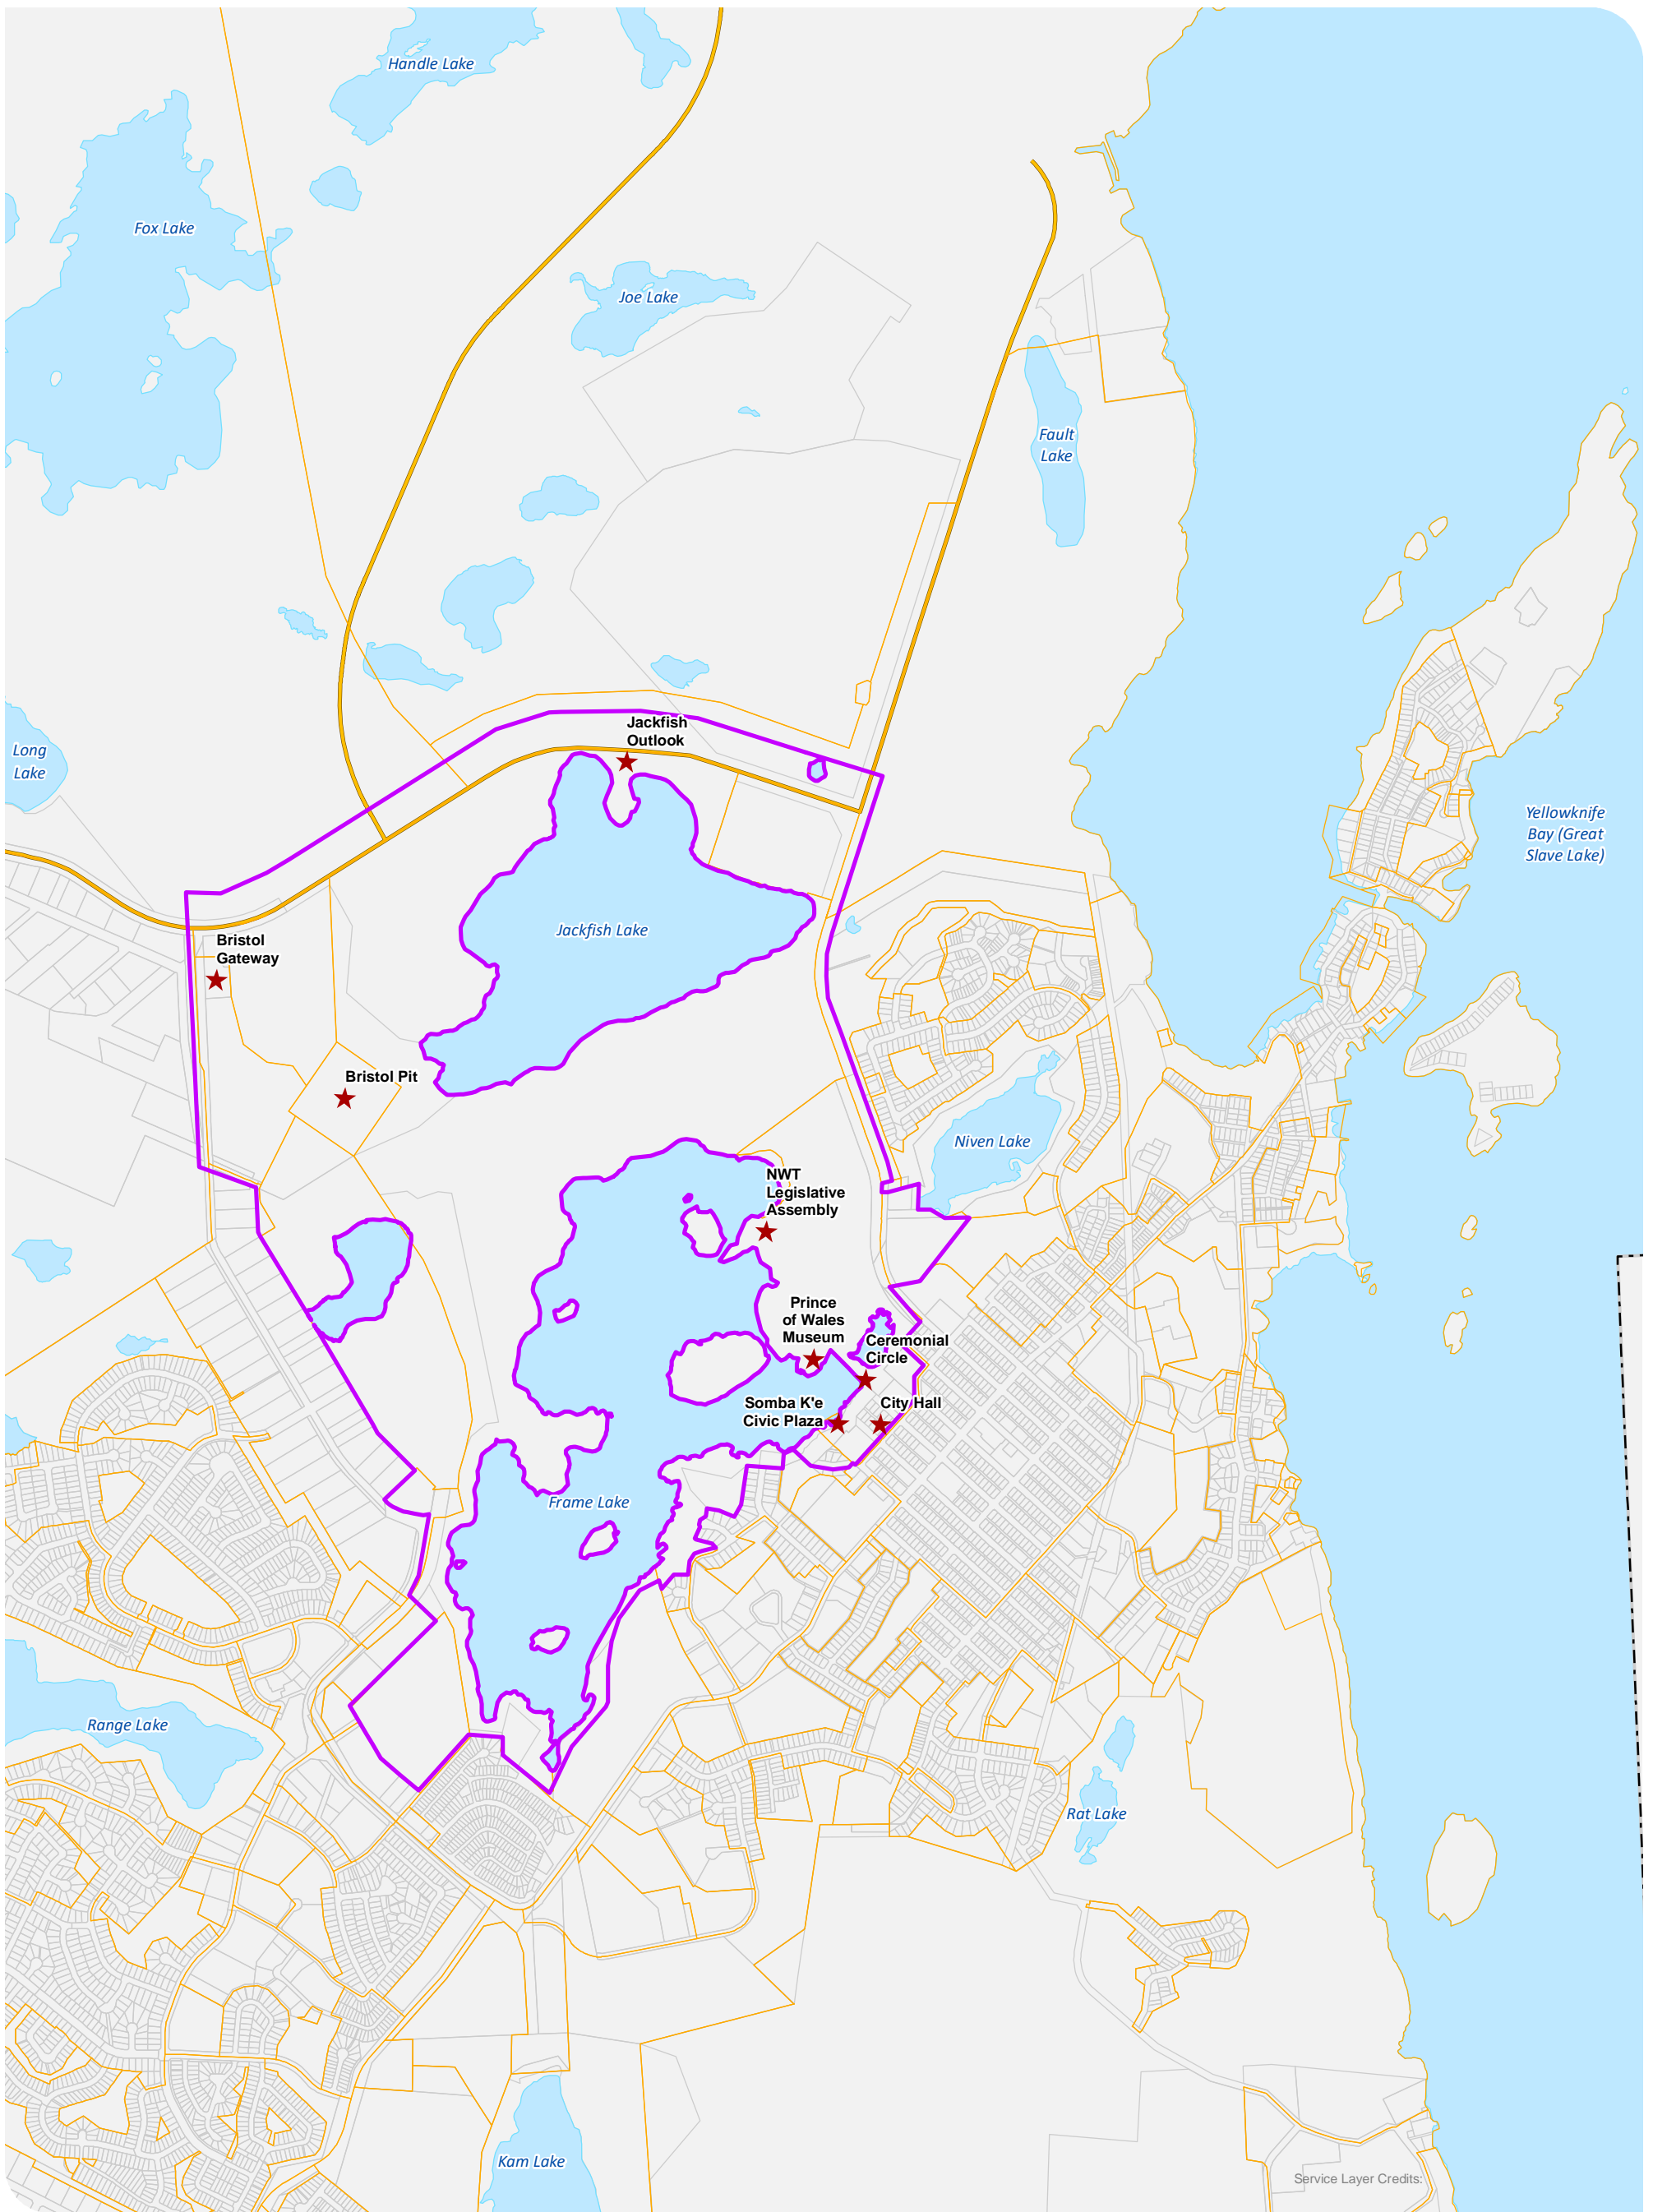 Handle Lake
Fox Lake
Joe Lake
Fault
Lake
Jackfish
Outlook
Long
Lake
Yellowknife
Bay (Great
Slave Lake)
Jackfish Lake
Bristol
Gateway
Bristol Pit
Niven Lake
NWT
Legislative
Assembly
Prince
of Wales
Museum
Ceremonial
Circle
Somba K'e
Civic Plaza
City Hall
Frame Lake
Range Lake
Rat Lake
Kam Lake
Service Layer Credits: